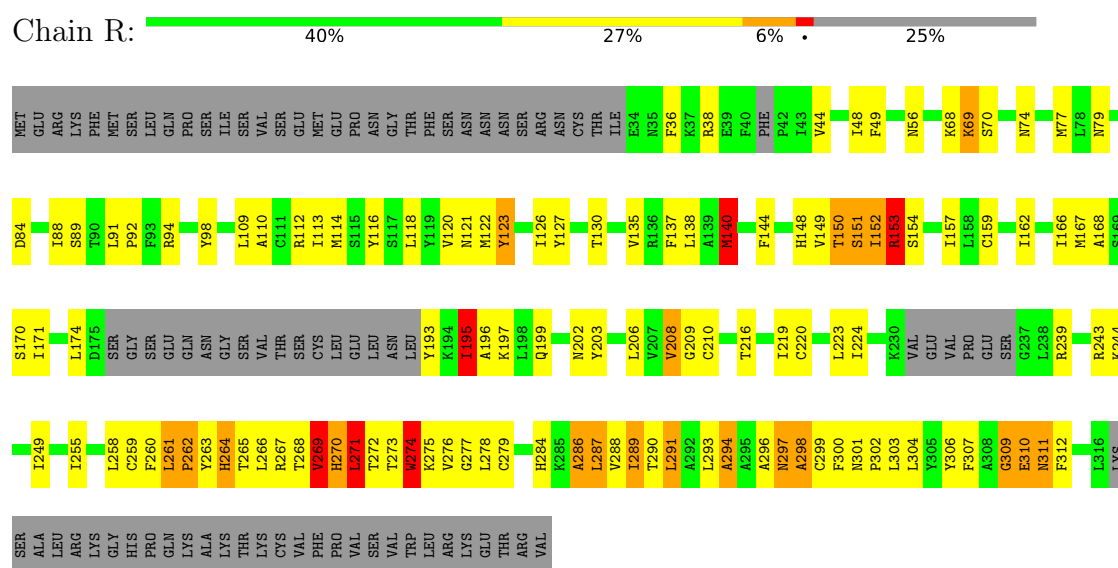 Chain R:
40% 27% 6% • 25%
MET GLU ARG LYS PHE MET SER LEU GLN PRO SER ILE SER VAL SER GLU MET GLU PRO ASN GLY THR PHE SER ASN ASN ASN SER ARG ASN CYS THR ILE E34 N35 F36 K37 R38 E39 F40 PHE P42 I43 V44 I48 F49 N56 K68 K69 S70 N74 M77 L78 N79
D84 I88 S89 T90 L91 P92 F93 R94 Y98 L109 A110 C111 R112 I113 M114 S115 Y116 S117 L118 Y119 V120 N121 M122 Y123 I126 Y127 T130 V135 R136 F137 L138 A139 M140 F144 H148 V149 T150 S151 I152 R153 S154 I157 L158 C159 I162 I166 M167 A168 S169
S170 I171 L174 D175 SER GLY SER GLU GLN ASN GLY SER VAL THR SER CYS LEU GLU LEU ASN LEU Y193 K194 I195 A196 K197 L198 Q199 N202 Y203 L206 V207 V208 G209 C210 T216 I219 C220 L223 I224 K230 VAL GLU VAL PRO GLU SER G237 L238 R239 R243 K244
I249 I255 L258 C259 F260 L261 P262 Y263 H264 T265 L266 R267 T268 V269 H270 L271 T272 T273 W274 K275 V276 G277 L278 C279 H284 K285 A286 L287 V288 I289 T290 L291 A292 L293 A294 A295 A296 N297 A298 C299 F300 N301 P302 L303 L304 Y305 Y306 F307 A308 G309 E310 N311 F312 L316 LYS
SER ALA LEU ARG LYS GLY HIS PRO GLN LYS ALA LYS THR LYS CYS VAL PHE PRO VAL SER VAL TRP LEU ARG LYS GLU THR ARG VAL